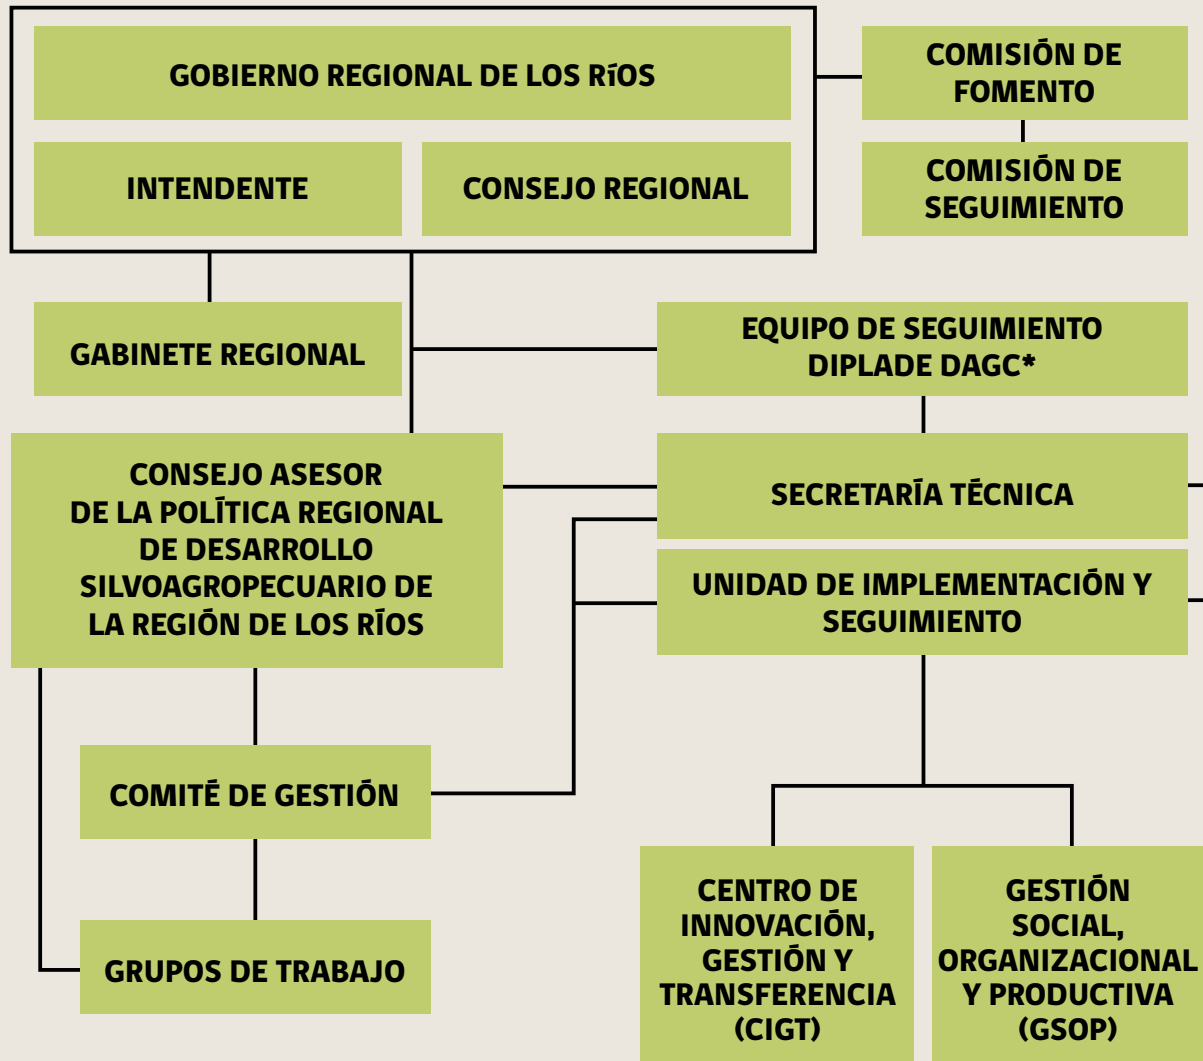 GOBIERNO REGIONAL DE LOS RíOS
INTENDENTE
CONSEJO REGIONAL
COMISIÓN DE
FOMENTO
COMISIÓN DE
SEGUIMIENTO
GABINETE REGIONAL
EQUIPO DE SEGUIMIENTO
DIPLADE DAGC*
CONSEJO ASESOR
DE LA POLÍTICA REGIONAL
DE DESARROLLO
SILVOAGROPECUARIO DE
LA REGIÓN DE LOS RÍOS
SECRETARÍA TÉCNICA
UNIDAD DE IMPLEMENTACIÓN Y
SEGUIMIENTO
COMITÉ DE GESTIÓN
GRUPOS DE TRABAJO
CENTRO DE
INNOVACIÓN,
GESTIÓN Y
TRANSFERENCIA
(CIGT)
GESTIÓN
SOCIAL,
ORGANIZACIONAL
Y PRODUCTIVA
(GSOP)